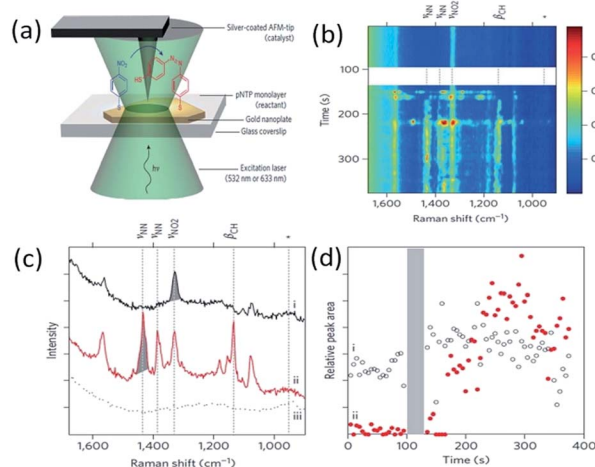 (a)
Silver-coated AFM-tip
(catalyst)
NO₂
pNTP monolayer
(reactant)
Gold nanoplate
Glass coverslip
hν
Excitation laser
(532 nm or 633 nm)
(b)
νNN
νNN
νNO2
βCH
*
Time (s)
100
200
300
1,600
1,400
1,200
1,000
Raman shift (cm⁻¹)
(c)
νNN
νNN
νNO2
βCH
*
Intensity
i
ii
iii
1,600
1,400
1,200
1,000
Raman shift (cm⁻¹)
(d)
Relative peak area
i
ii
0
100
200
300
400
Time (s)